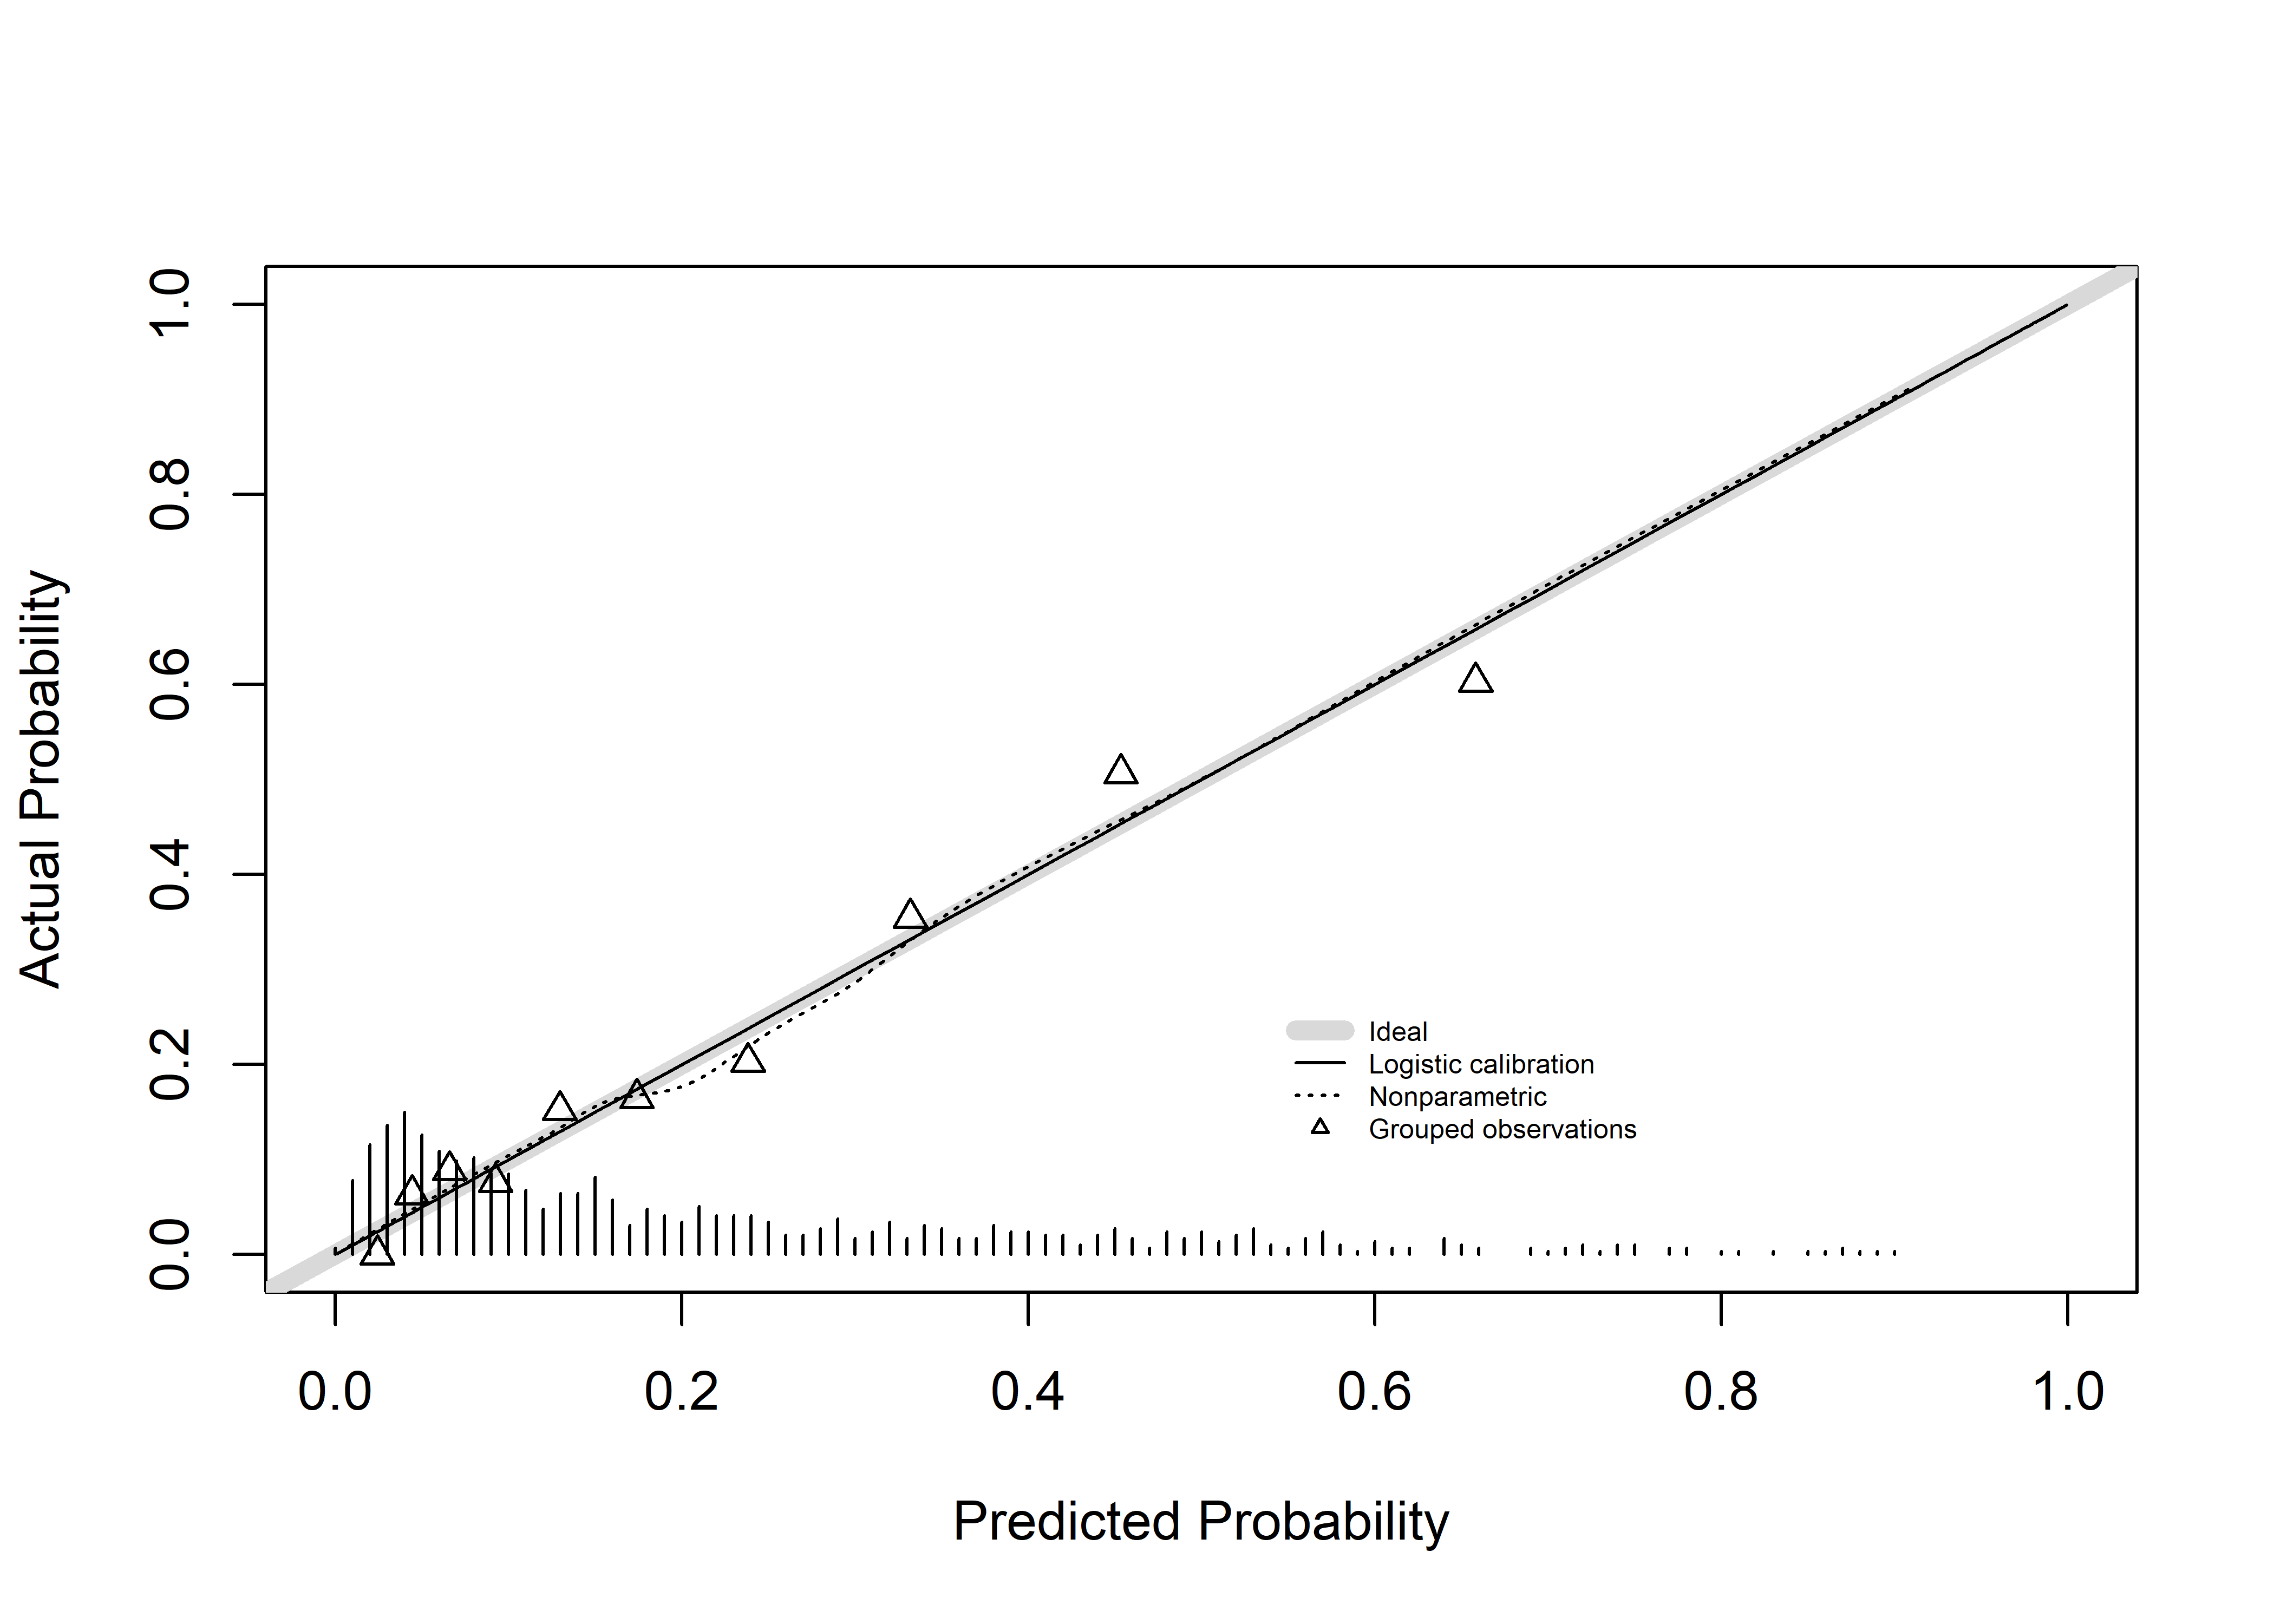 Actual Probability
1.0
0.8
0.6
0.4
0.2
0.0
Ideal
Logistic calibration
Nonparametric
Grouped observations
0.0 0.2 0.4 0.6 0.8 1.0
Predicted Probability